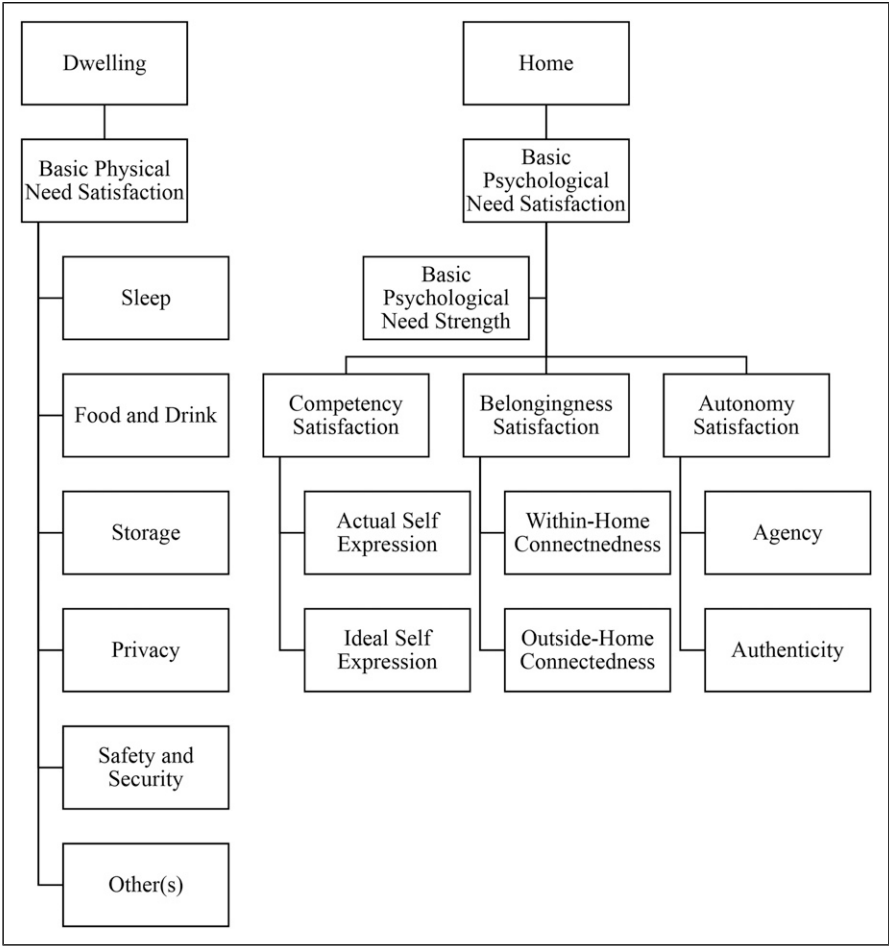 Dwelling
Basic Physical
Need Satisfaction
Sleep
Food and Drink
Storage
Privacy
Safety and
Security
Other(s)
Home
Basic
Psychological
Need Satisfaction
Basic
Psychological
Need Strength
Competency
Satisfaction
Actual Self
Expression
Ideal Self
Expression
Belongingness
Satisfaction
Within-Home
Connectnedness
Outside-Home
Connectedness
Autonomy
Satisfaction
Agency
Authenticity